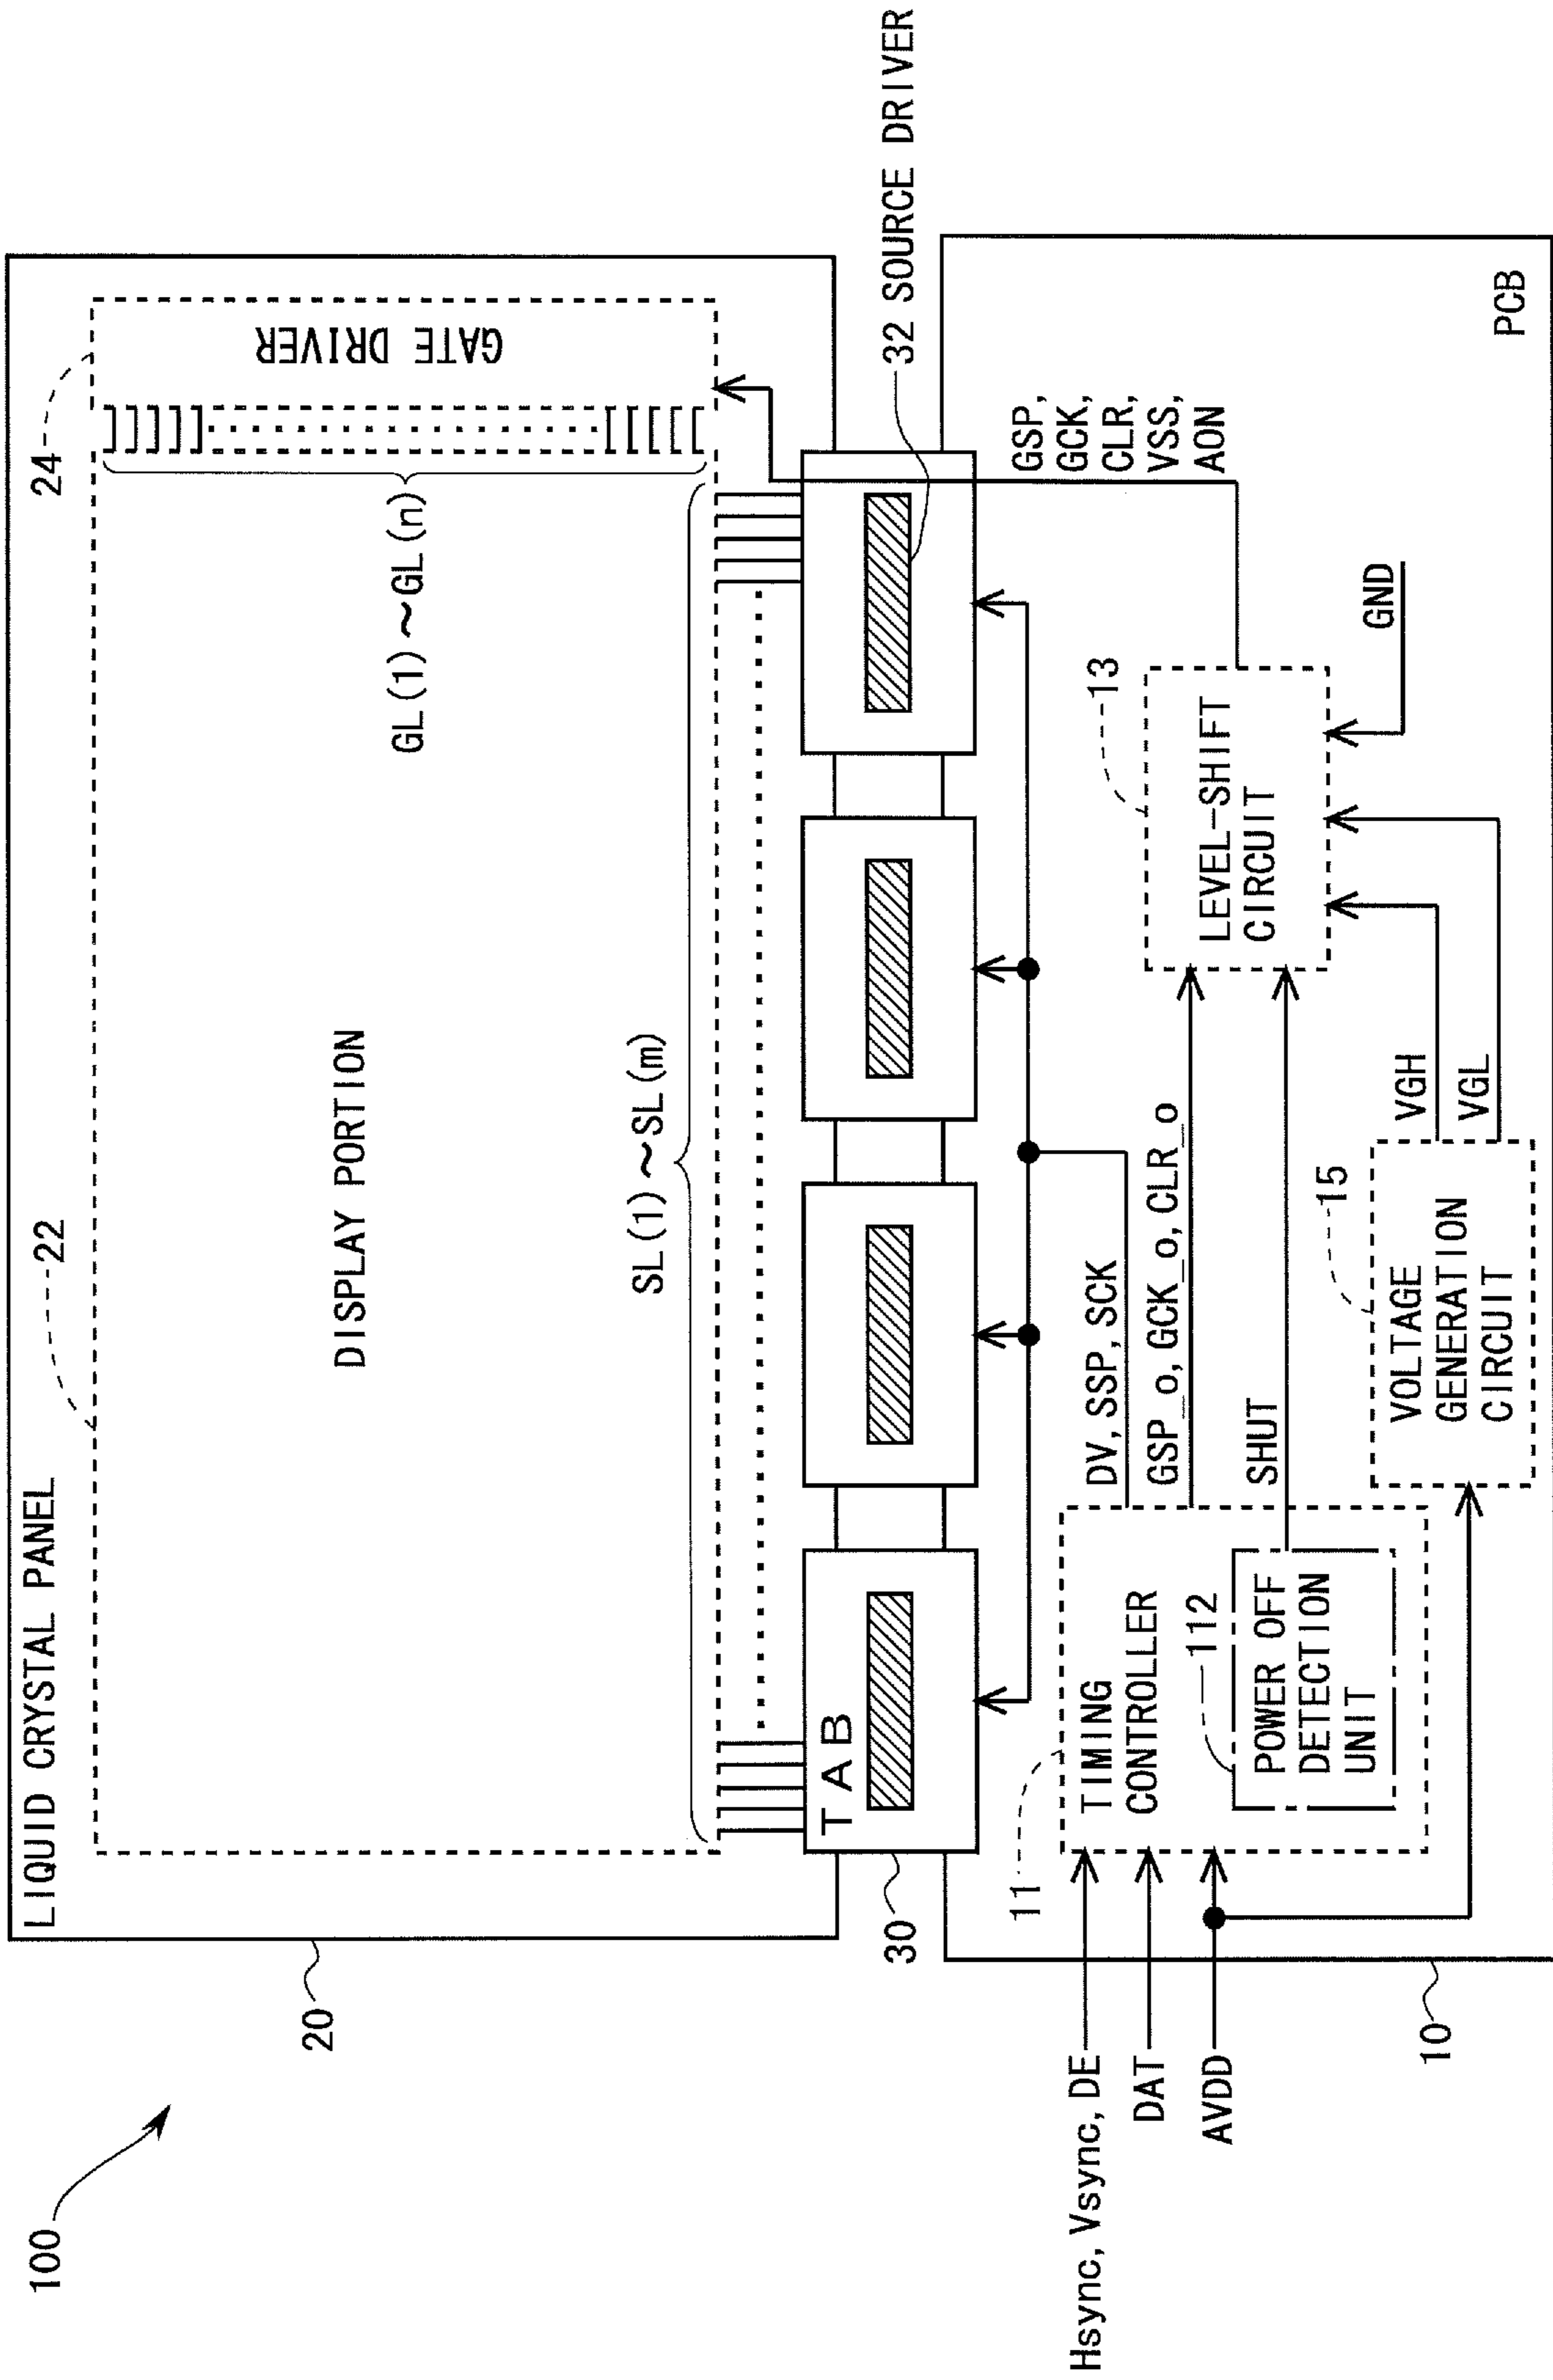 100
LIQUID CRYSTAL PANEL
20
22
24
DISPLAY PORTION
GATE DRIVER
GL(1)~GL(n)
SL(1)~SL(m)
TAB
30
32 SOURCE DRIVER
Hsync, Vsync, DE
DAT
AVDD
11
TIMING
CONTROLLER
112
POWER OFF
DETECTION
UNIT
DV, SSP, SCK
GSP_o, GCK_o, CLR_o
SHUT
13
LEVEL-SHIFT
CIRCUIT
GSP,
GCK,
CLR,
VSS,
AON
GND
15
VOLTAGE
GENERATION
CIRCUIT
VGH
VGL
10
PCB